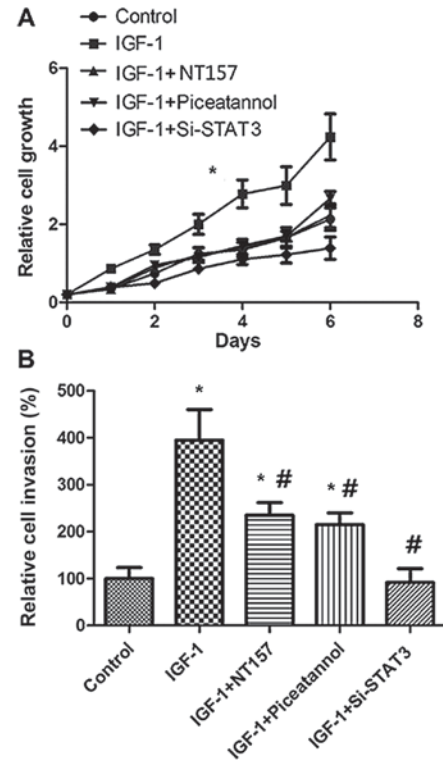 A
Control
IGF-1
IGF-1+NT157
IGF-1+Piceatannol
IGF-1+Si-STAT3
Relative cell growth
6
4
2
0
*
0 2 4 6 8
Days
B
Relative cell invasion (%)
500
400
300
200
100
0
*
* #
* #
#
Control
IGF-1
IGF-1+NT157
IGF-1+Piceatannol
IGF-1+Si-STAT3